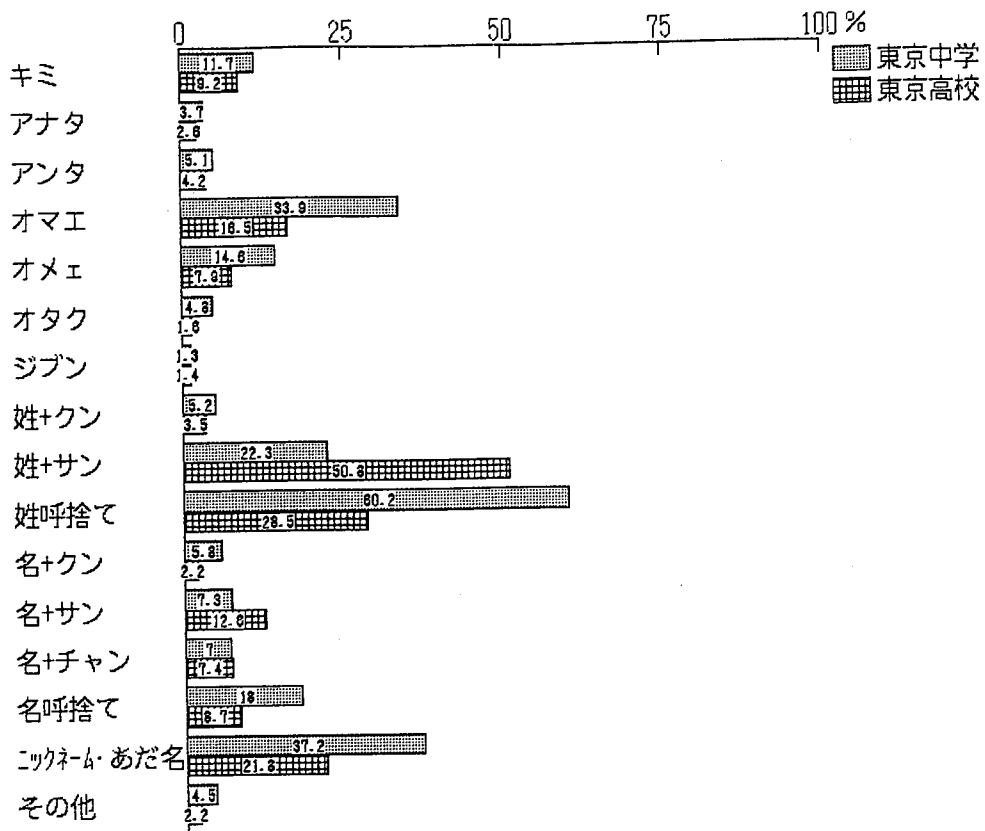 0 25 50 75 100 %
東京中学
東京高校
キミ 11.7
9.2
アナタ 3.7
2.6
アンタ 5.1
4.2
オマエ 33.9
16.5
オメェ 14.6
7.9
オタク 4.8
1.6
ジブン 1.3
1.4
姓+クン 5.2
3.5
姓+サン 22.3
50.8
姓呼捨て 60.2
28.5
名+クン 5.8
2.2
名+サン 7.3
12.6
名+チャン 7
7.4
名呼捨て 18
8.7
ニックネーム・あだ名 37.2
21.8
その他 4.5
2.2